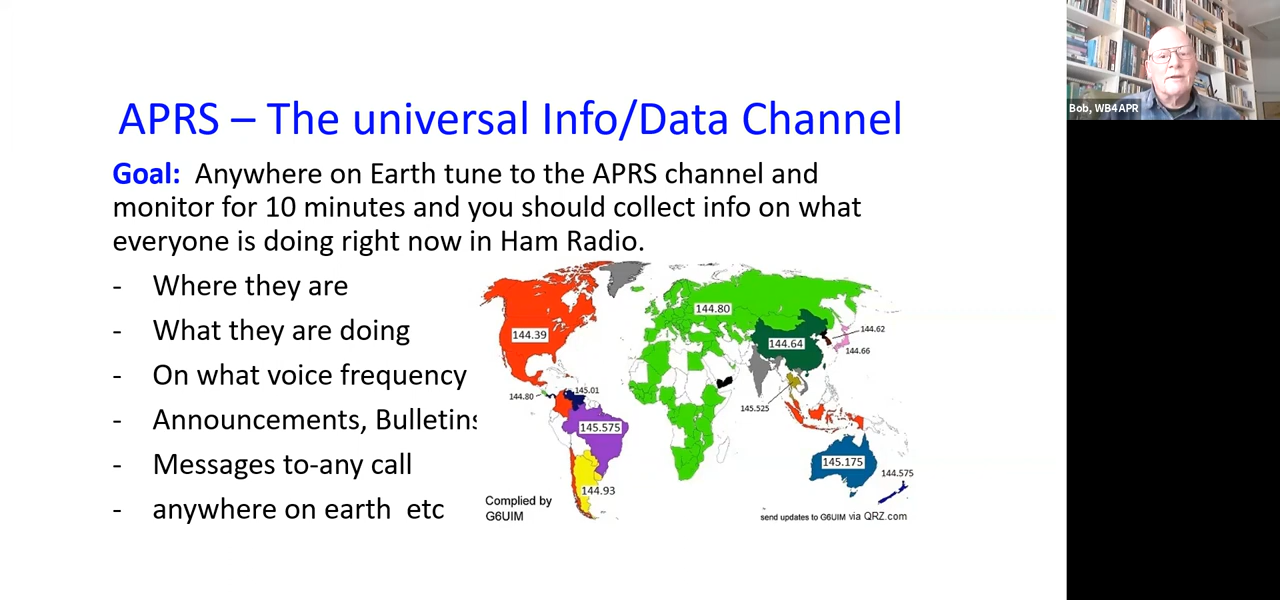 APRS – The universal Info/Data Channel
Goal: Anywhere on Earth tune to the APRS channel and
monitor for 10 minutes and you should collect info on what
everyone is doing right now in Ham Radio.
- Where they are
- What they are doing
- On what voice frequency
- Announcements, Bulletins
- Messages to-any call
- anywhere on earth etc
144.39
144.80
144.64
144.62
144.66
144.80
145.01
145.525
145.575
145.175
144.575
144.93
Complied by
G6UIM
send updates to G6UIM via QRZ.com
Bob, WB4APR